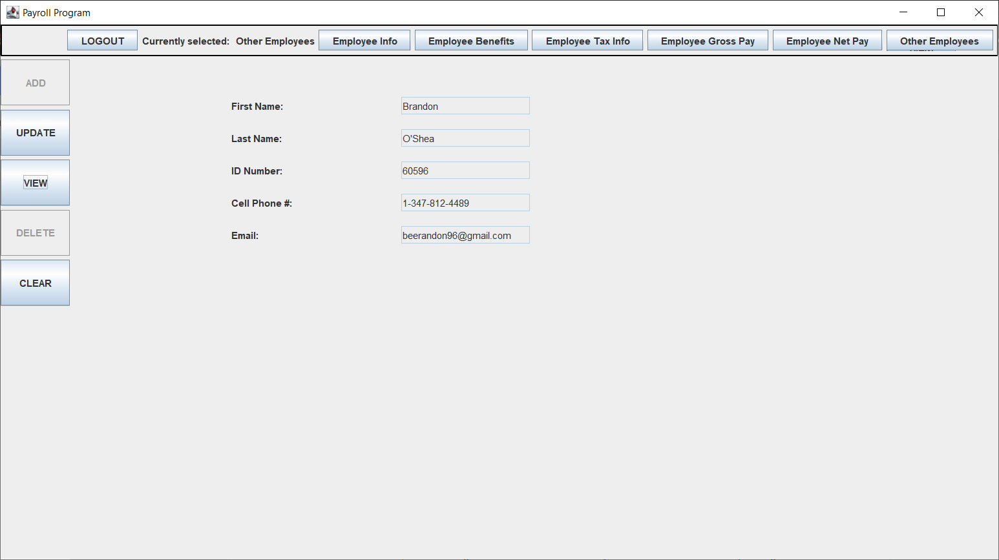 Payroll Program
LOGOUT Currently selected: Other Employees Employee Info Employee Benefits Employee Tax Info Employee Gross Pay Employee Net Pay Other Employees
ADD
First Name: Brandon
UPDATE
Last Name: O'Shea
ID Number: 60596
VIEW
Cell Phone #: 1-347-812-4489
DELETE
Email: beerandon96@gmail.com
CLEAR